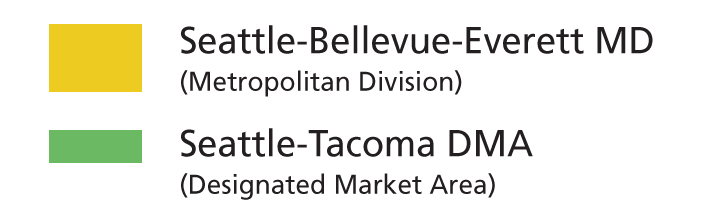 Seattle-Bellevue-Everett MD
(Metropolitan Division)
Seattle-Tacoma DMA
(Designated Market Area)